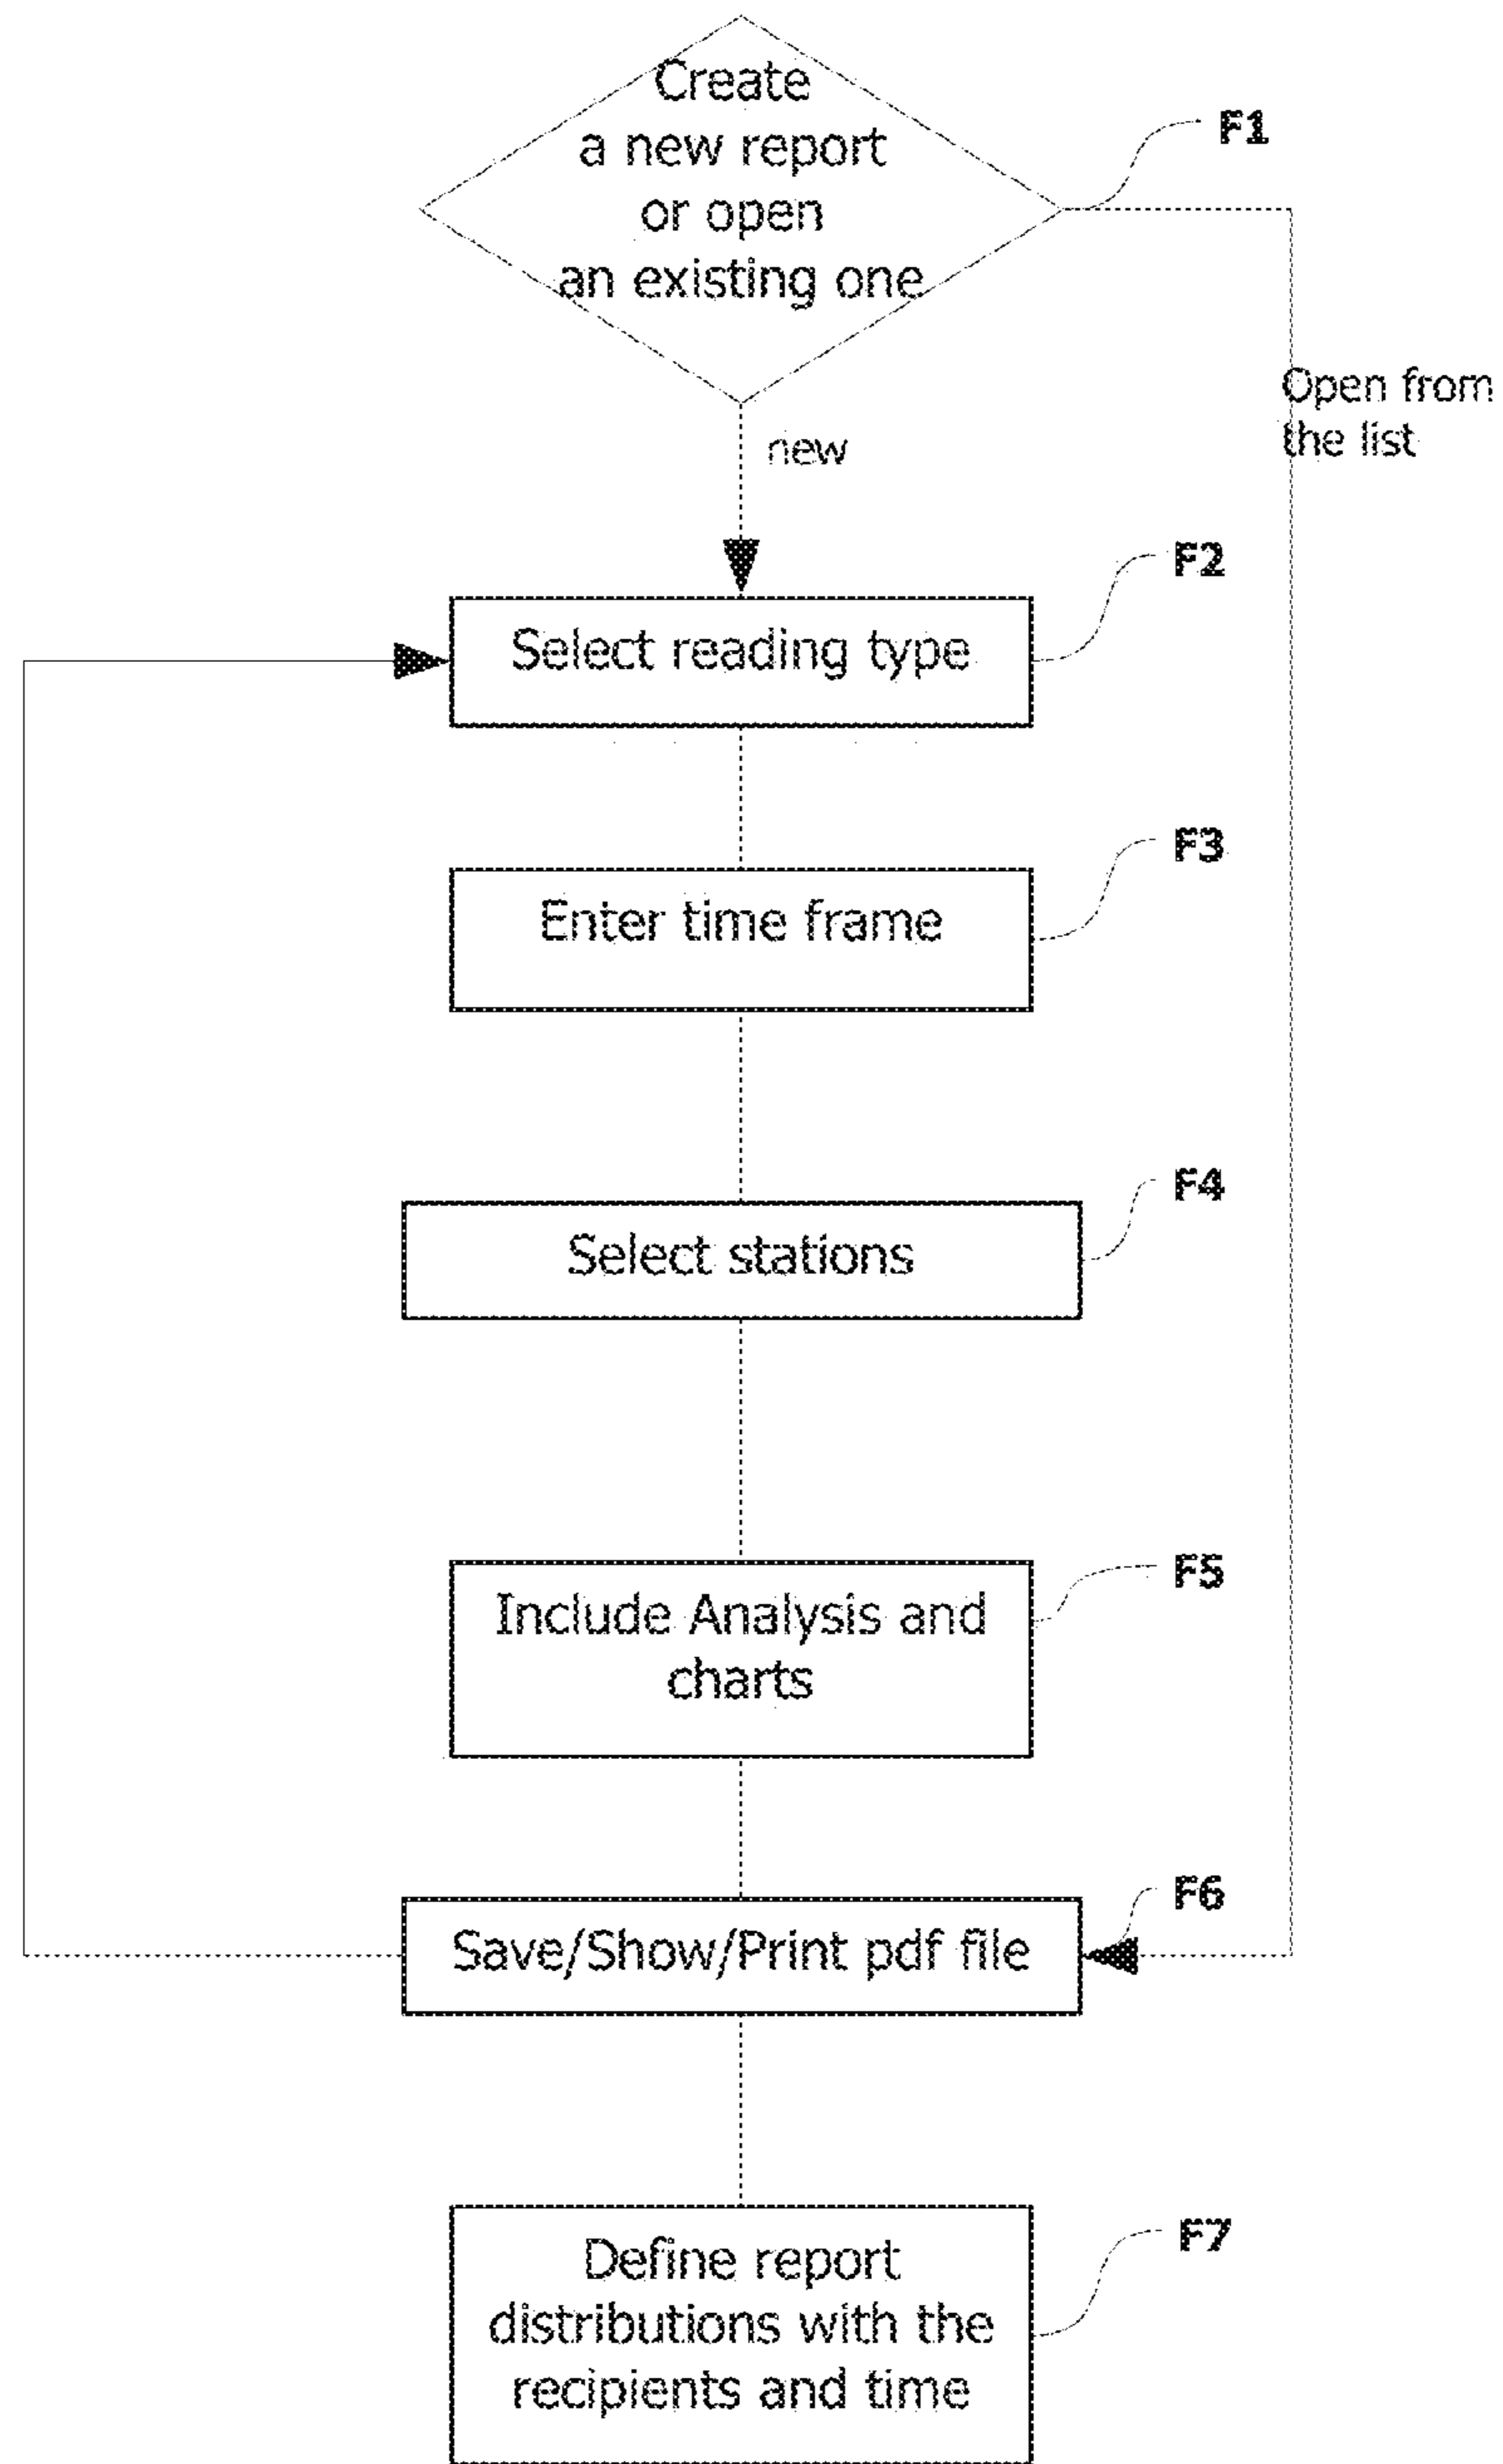 Create
a new report
or open
an existing one
F1
Open from
the list
new
F2
Select reading type
F3
Enter time frame
F4
Select stations
F5
Include Analysis and
charts
F6
Save/Show/Print pdf file
F7
Define report
distributions with the
recipients and time